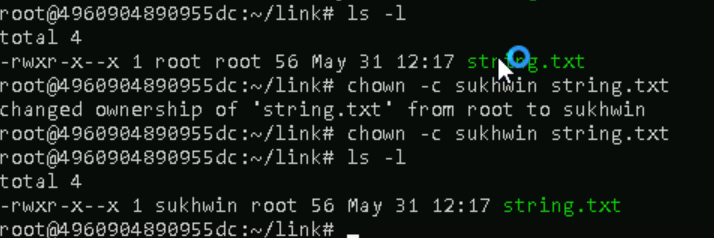 root@4960904890955dc:~/link# ls -l
total 4
-rwxr-x--x 1 root root 56 May 31 12:17 string.txt
root@4960904890955dc:~/link# chown -c sukhwin string.txt
changed ownership of 'string.txt' from root to sukhwin
root@4960904890955dc:~/link# chown -c sukhwin string.txt
root@4960904890955dc:~/link# ls -l
total 4
-rwxr-x--x 1 sukhwin root 56 May 31 12:17 string.txt
root@4960904890955dc:~/link#